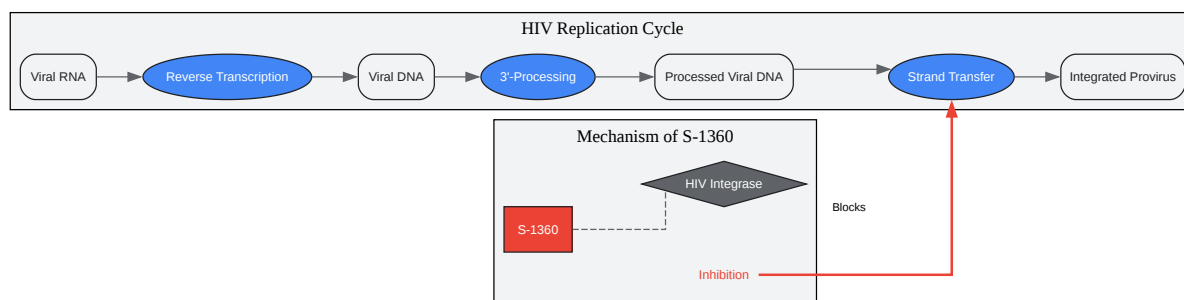 HIV Replication Cycle
Viral RNA
Reverse Transcription
Viral DNA
3'-Processing
Processed Viral DNA
Strand Transfer
Integrated Provirus
Mechanism of S-1360
HIV Integrase
S-1360
Blocks
Inhibition